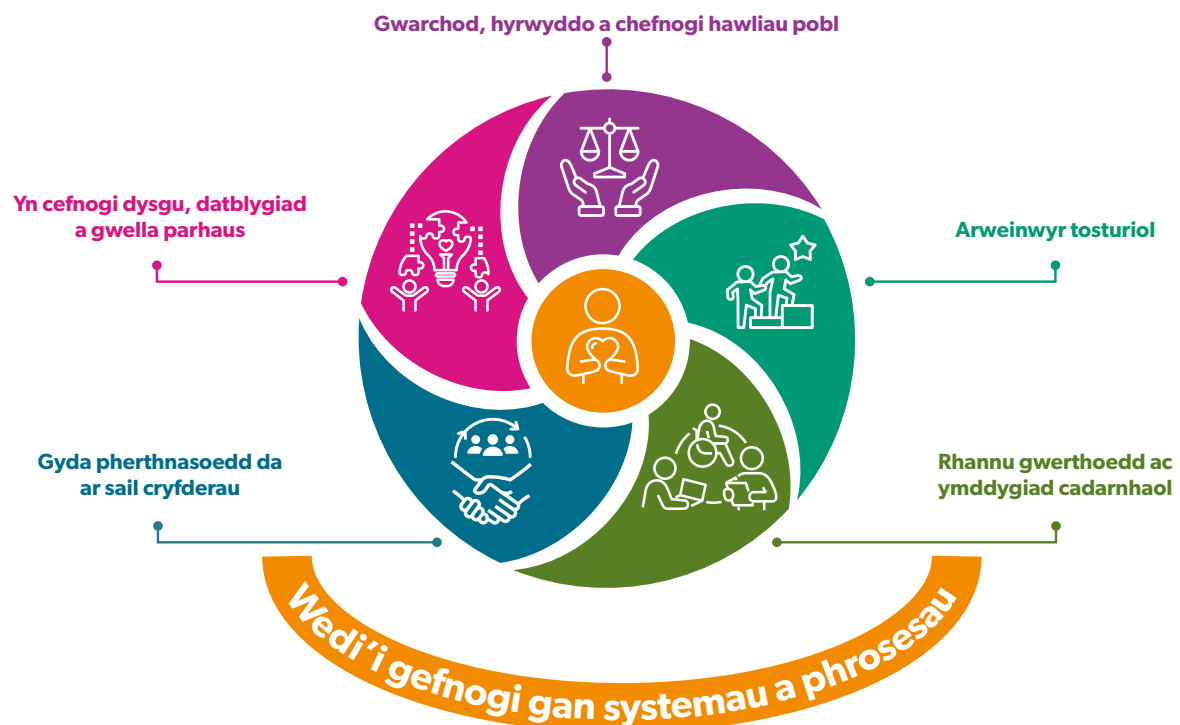 Gwarchod, hyrwyddo a chefnogi hawliau pobl
Yn cefnogi dysgu, datblygiad
a gwella parhaus
Arweinwyr tosturiol
Gyda pherthnasoedd da
ar sail cryfderau
Rhannu gwerthoedd ac
ymddygiad cadarnhaol
Wedi’i gefnogi gan systemau a phrosesau